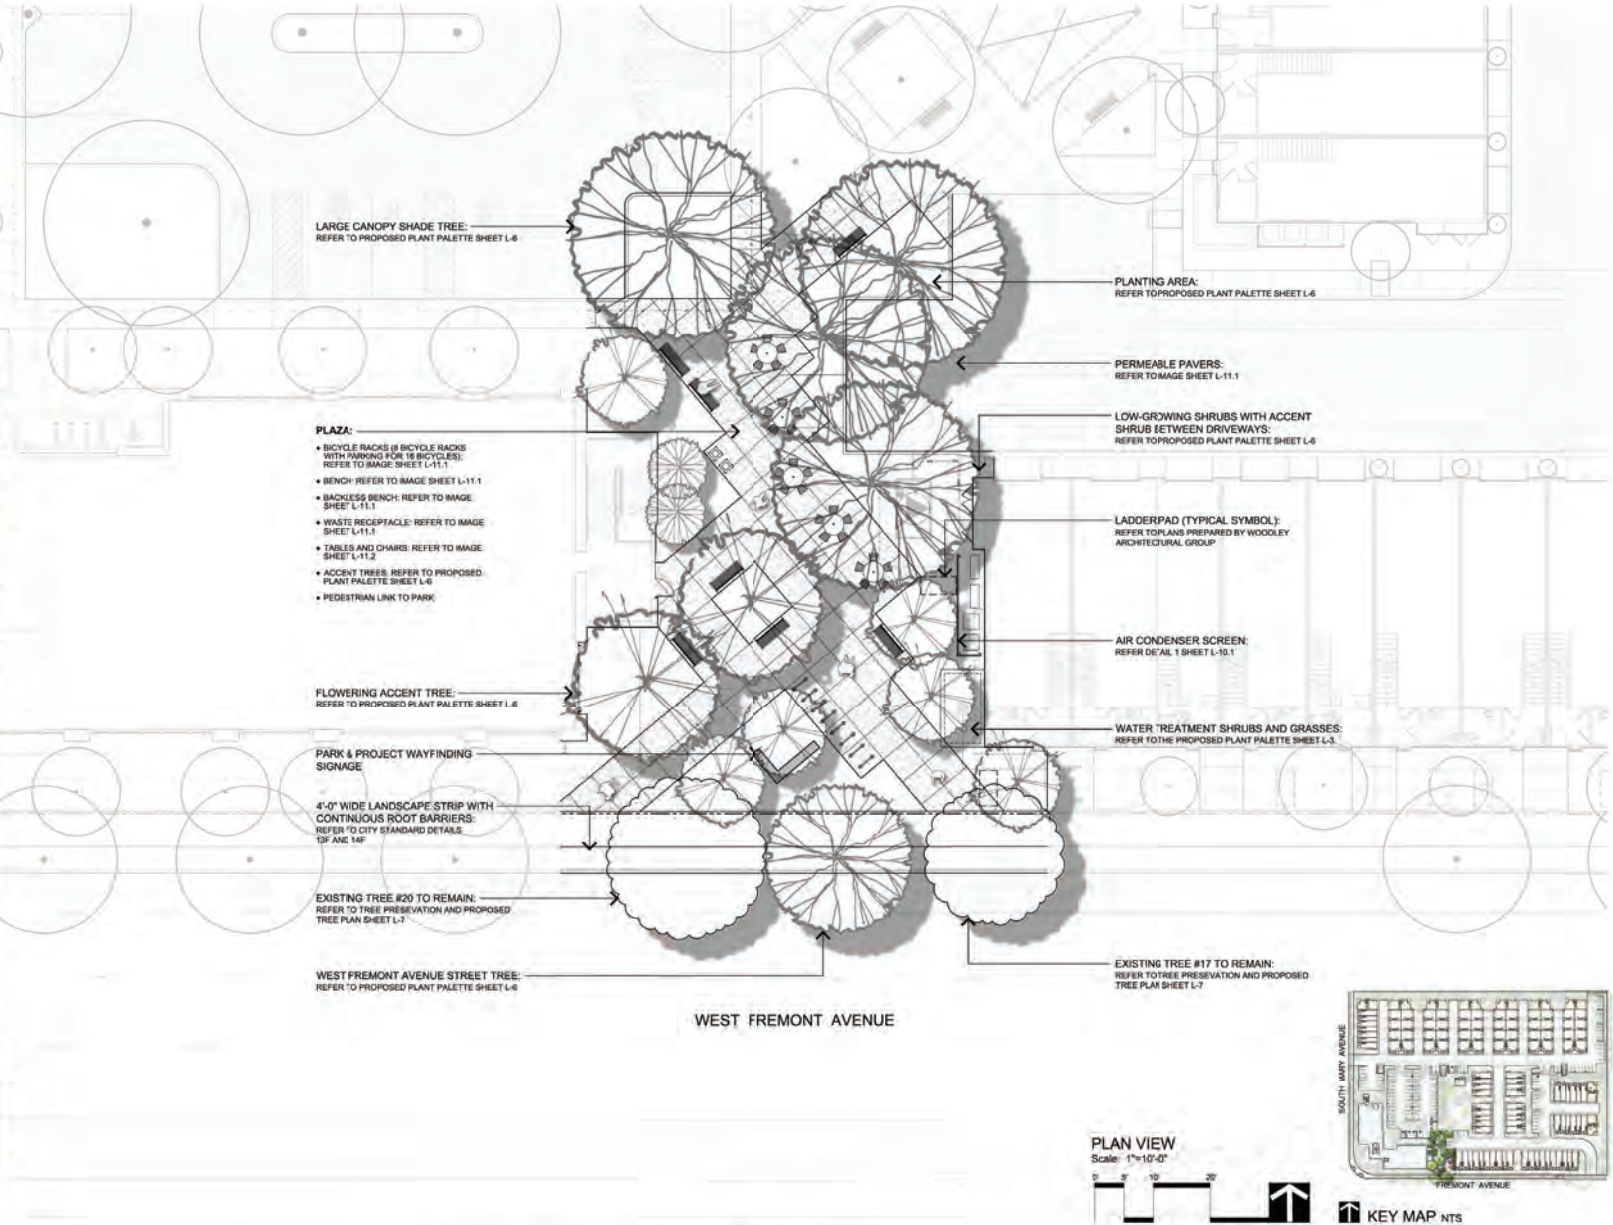 LARGE CANOPY SHADE TREE:
REFER TO PROPOSED PLANT PALETTE SHEET L-6
PLAZA:
• BICYCLE RACKS (8 BICYCLE RACKS
WITH PARKING FOR 16 BICYCLES):
REFER TO IMAGE SHEET L-11.1
• BENCH: REFER TO IMAGE SHEET L-11.1
• BACKLESS BENCH: REFER TO IMAGE
SHEET L-11.1
• WASTE RECEPTACLE: REFER TO IMAGE
SHEET L-11.1
• TABLES AND CHAIRS: REFER TO IMAGE
SHEET L-11.2
• ACCENT TREES: REFER TO PROPOSED
PLANT PALETTE SHEET L-6
• PEDESTRIAN LINK TO PARK
FLOWERING ACCENT TREE:
REFER TO PROPOSED PLANT PALETTE SHEET L-6
PARK & PROJECT WAYFINDING
SIGNAGE
4'-0" WIDE LANDSCAPE STRIP WITH
CONTINUOUS ROOT BARRIERS:
REFER TO CITY STANDARD DETAILS
13F AND 14F
EXISTING TREE #20 TO REMAIN:
REFER TO TREE PRESEVATION AND PROPOSED
TREE PLAN SHEET L-7
WEST FREMONT AVENUE STREET TREE:
REFER TO PROPOSED PLANT PALETTE SHEET L-6
PLANTING AREA:
REFER TO PROPOSED PLANT PALETTE SHEET L-6
PERMEABLE PAVERS:
REFER TO IMAGE SHEET L-11.1
LOW-GROWING SHRUBS WITH ACCENT
SHRUB BETWEEN DRIVEWAYS:
REFER TO PROPOSED PLANT PALETTE SHEET L-6
LADDERPAD (TYPICAL SYMBOL):
REFER TO PLANS PREPARED BY WOODLEY
ARCHITECTURAL GROUP
AIR CONDENSER SCREEN:
REFER DETAIL 1 SHEET L-10.1
WATER TREATMENT SHRUBS AND GRASSES:
REFER TO THE PROPOSED PLANT PALETTE SHEET L-3
EXISTING TREE #17 TO REMAIN:
REFER TO TREE PRESEVATION AND PROPOSED
TREE PLAN SHEET L-7
WEST FREMONT AVENUE
PLAN VIEW
Scale: 1"=10'-0"
0' 5' 10' 20'
SOUTH MARY AVENUE
FREMONT AVENUE
KEY MAP NTS